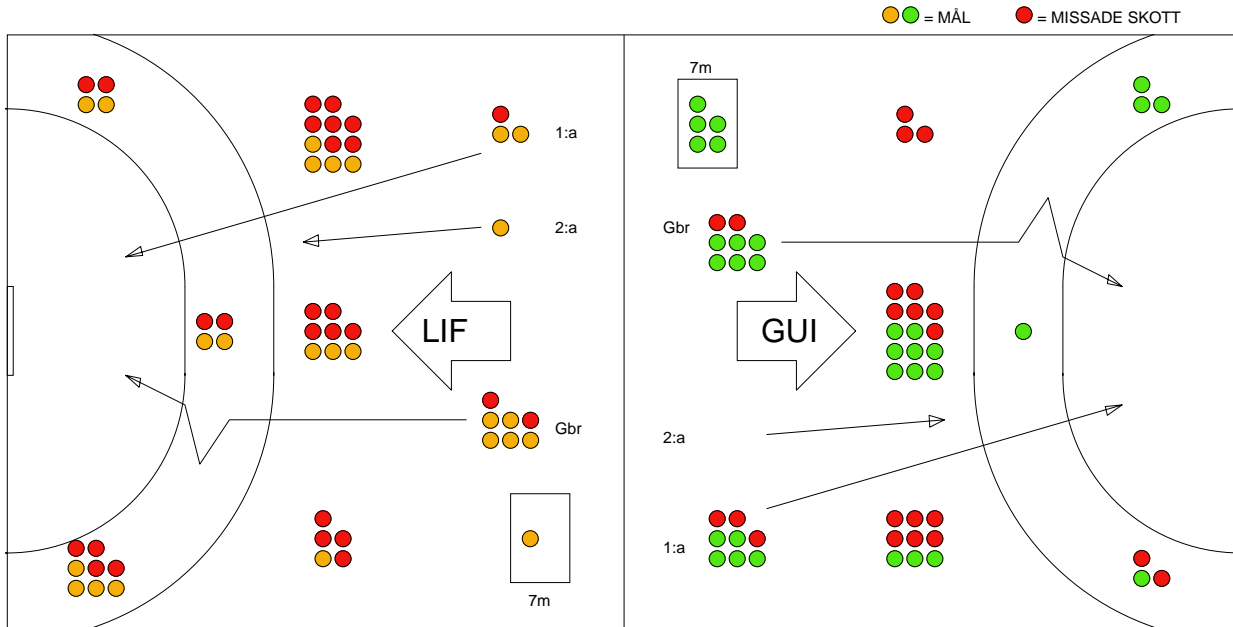 = MÅL
= MISSADE SKOTT
7m
1:a
2:a
Gbr
LIF
GUI
Gbr
2:a
1:a
7m